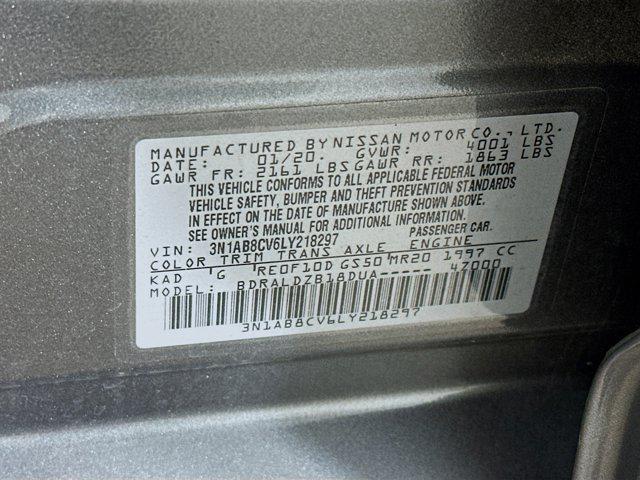 MANUFACTURED BY NISSAN MOTOR CO., LTD.
DATE: 01/20. GVWR: 4001 LBS
GAWR FR: 2161 LBS GAWR RR: 1863 LBS
THIS VEHICLE CONFORMS TO ALL APPLICABLE FEDERAL MOTOR
VEHICLE SAFETY, BUMPER AND THEFT PREVENTION STANDARDS
IN EFFECT ON THE DATE OF MANUFACTURE SHOWN ABOVE.
SEE OWNER'S MANUAL FOR ADDITIONAL INFORMATION.
VIN: 3N1AB8CV6LY218297 PASSENGER CAR.
COLOR TRIM TRANS AXLE ENGINE
KAD G RE0F10D GS50 MR20 1997 CC
MODEL: BDRALDZB18DUA----- 47000
3N1AB8CV6LY218297